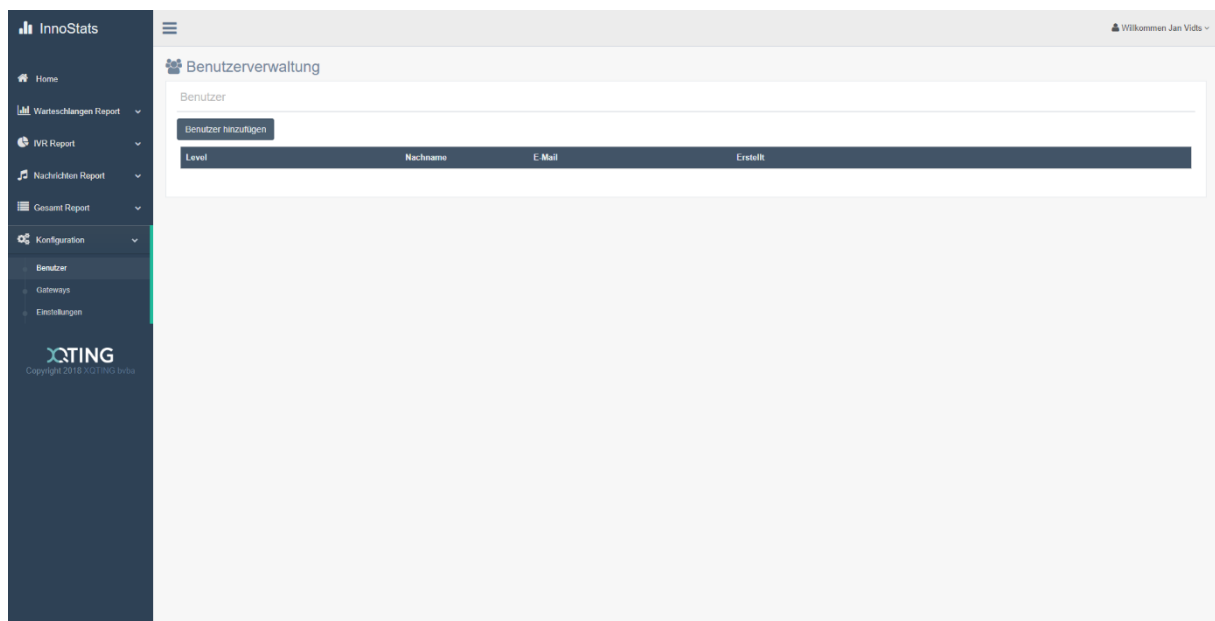 InnoStats
Willkommen Jan Vidts
Home
Warteschlangen Report
IVR Report
Nachrichten Report
Gesamt Report
Konfiguration
Benutzer
Gateways
Einstellungen
XQTING
Copyright 2018 XQTING bvba
Benutzerverwaltung
Benutzer
Benutzer hinzufügen
Level Nachname E-Mail Erstellt